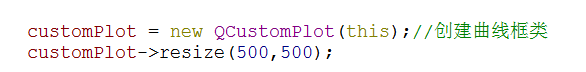 customPlot = new QCustomPlot(this);//创建曲线框类
customPlot->resize(500,500);